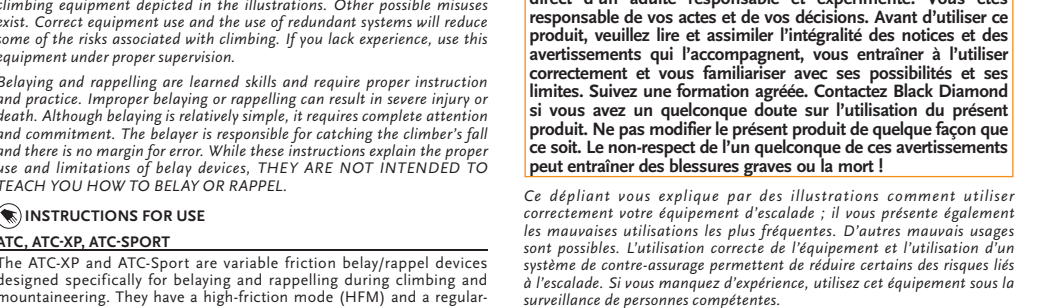 climbing equipment depicted in the illustrations. Other possible misuses
exist. Correct equipment use and the use of redundant systems will reduce
some of the risks associated with climbing. If you lack experience, use this
equipment under proper supervision.
Belaying and rappelling are learned skills and require proper instruction
and practice. Improper belaying or rappelling can result in severe injury or
death. Although belaying is relatively simple, it requires complete attention
and commitment. The belayer is responsible for catching the climber's fall
and there is no margin for error. While these instructions explain the proper
use and limitations of belay devices, THEY ARE NOT INTENDED TO
TEACH YOU HOW TO BELAY OR RAPPEL.
INSTRUCTIONS FOR USE
ATC, ATC-XP, ATC-SPORT
The ATC-XP and ATC-Sport are variable friction belay/rappel devices
designed specifically for belaying and rappelling during climbing and
mountaineering. They have a high-friction mode (HFM) and a regular-
direct d'un adulte responsable et expérimenté. Vous êtes
responsable de vos actes et de vos décisions. Avant d'utiliser ce
produit, veuillez lire et assimiler l'intégralité des notices et des
avertissements qui l'accompagnent, vous entraîner à l'utiliser
correctement et vous familiariser avec ses possibilités et ses
limites. Suivez une formation agréée. Contactez Black Diamond
si vous avez un quelconque doute sur l'utilisation du présent
produit. Ne pas modifier le présent produit de quelque façon que
ce soit. Le non-respect de l'un quelconque de ces avertissements
peut entraîner des blessures graves ou la mort !
Ce dépliant vous explique par des illustrations comment utiliser
correctement votre équipement d'escalade ; il vous présente également
les mauvaises utilisations les plus fréquentes. D'autres mauvais usages
sont possibles. L'utilisation correcte de l'équipement et l'utilisation d'un
système de contre-assurage permettent de réduire certains des risques liés
à l'escalade. Si vous manquez d'expérience, utilisez cet équipement sous la
surveillance de personnes compétentes.